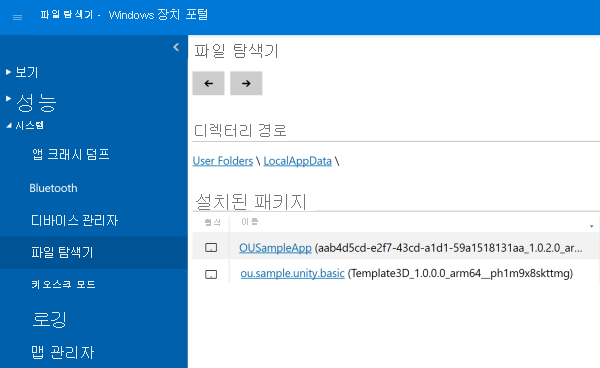 파일 탐색기 - Windows 장치 포털
보기
성능
시스템
앱 크래시 덤프
Bluetooth
디바이스 관리자
파일 탐색기
키오스크 모드
로깅
맵 관리자
파일 탐색기
디렉터리 경로
User Folders \ LocalAppData \
설치된 패키지
형식 이름
OUSampleApp (aab4d5cd-e2f7-43cd-a1d1-59a1518131aa_1.0.2.0_ar...
ou.sample.unity.basic (Template3D_1.0.0.0_arm64__ph1m9x8skttmg)